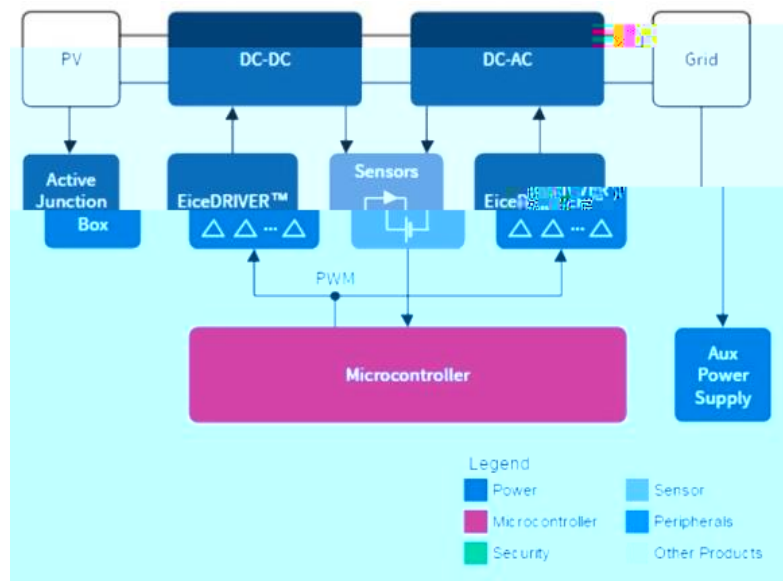 PV
DC-DC
DC-AC
Grid
Active
Junction
Box
EiceDRIVER™
Sensors
PWM
Microcontroller
Aux
Power
Supply
Legend
Power
Sensor
Microcontroller
Peripherals
Security
Other Products